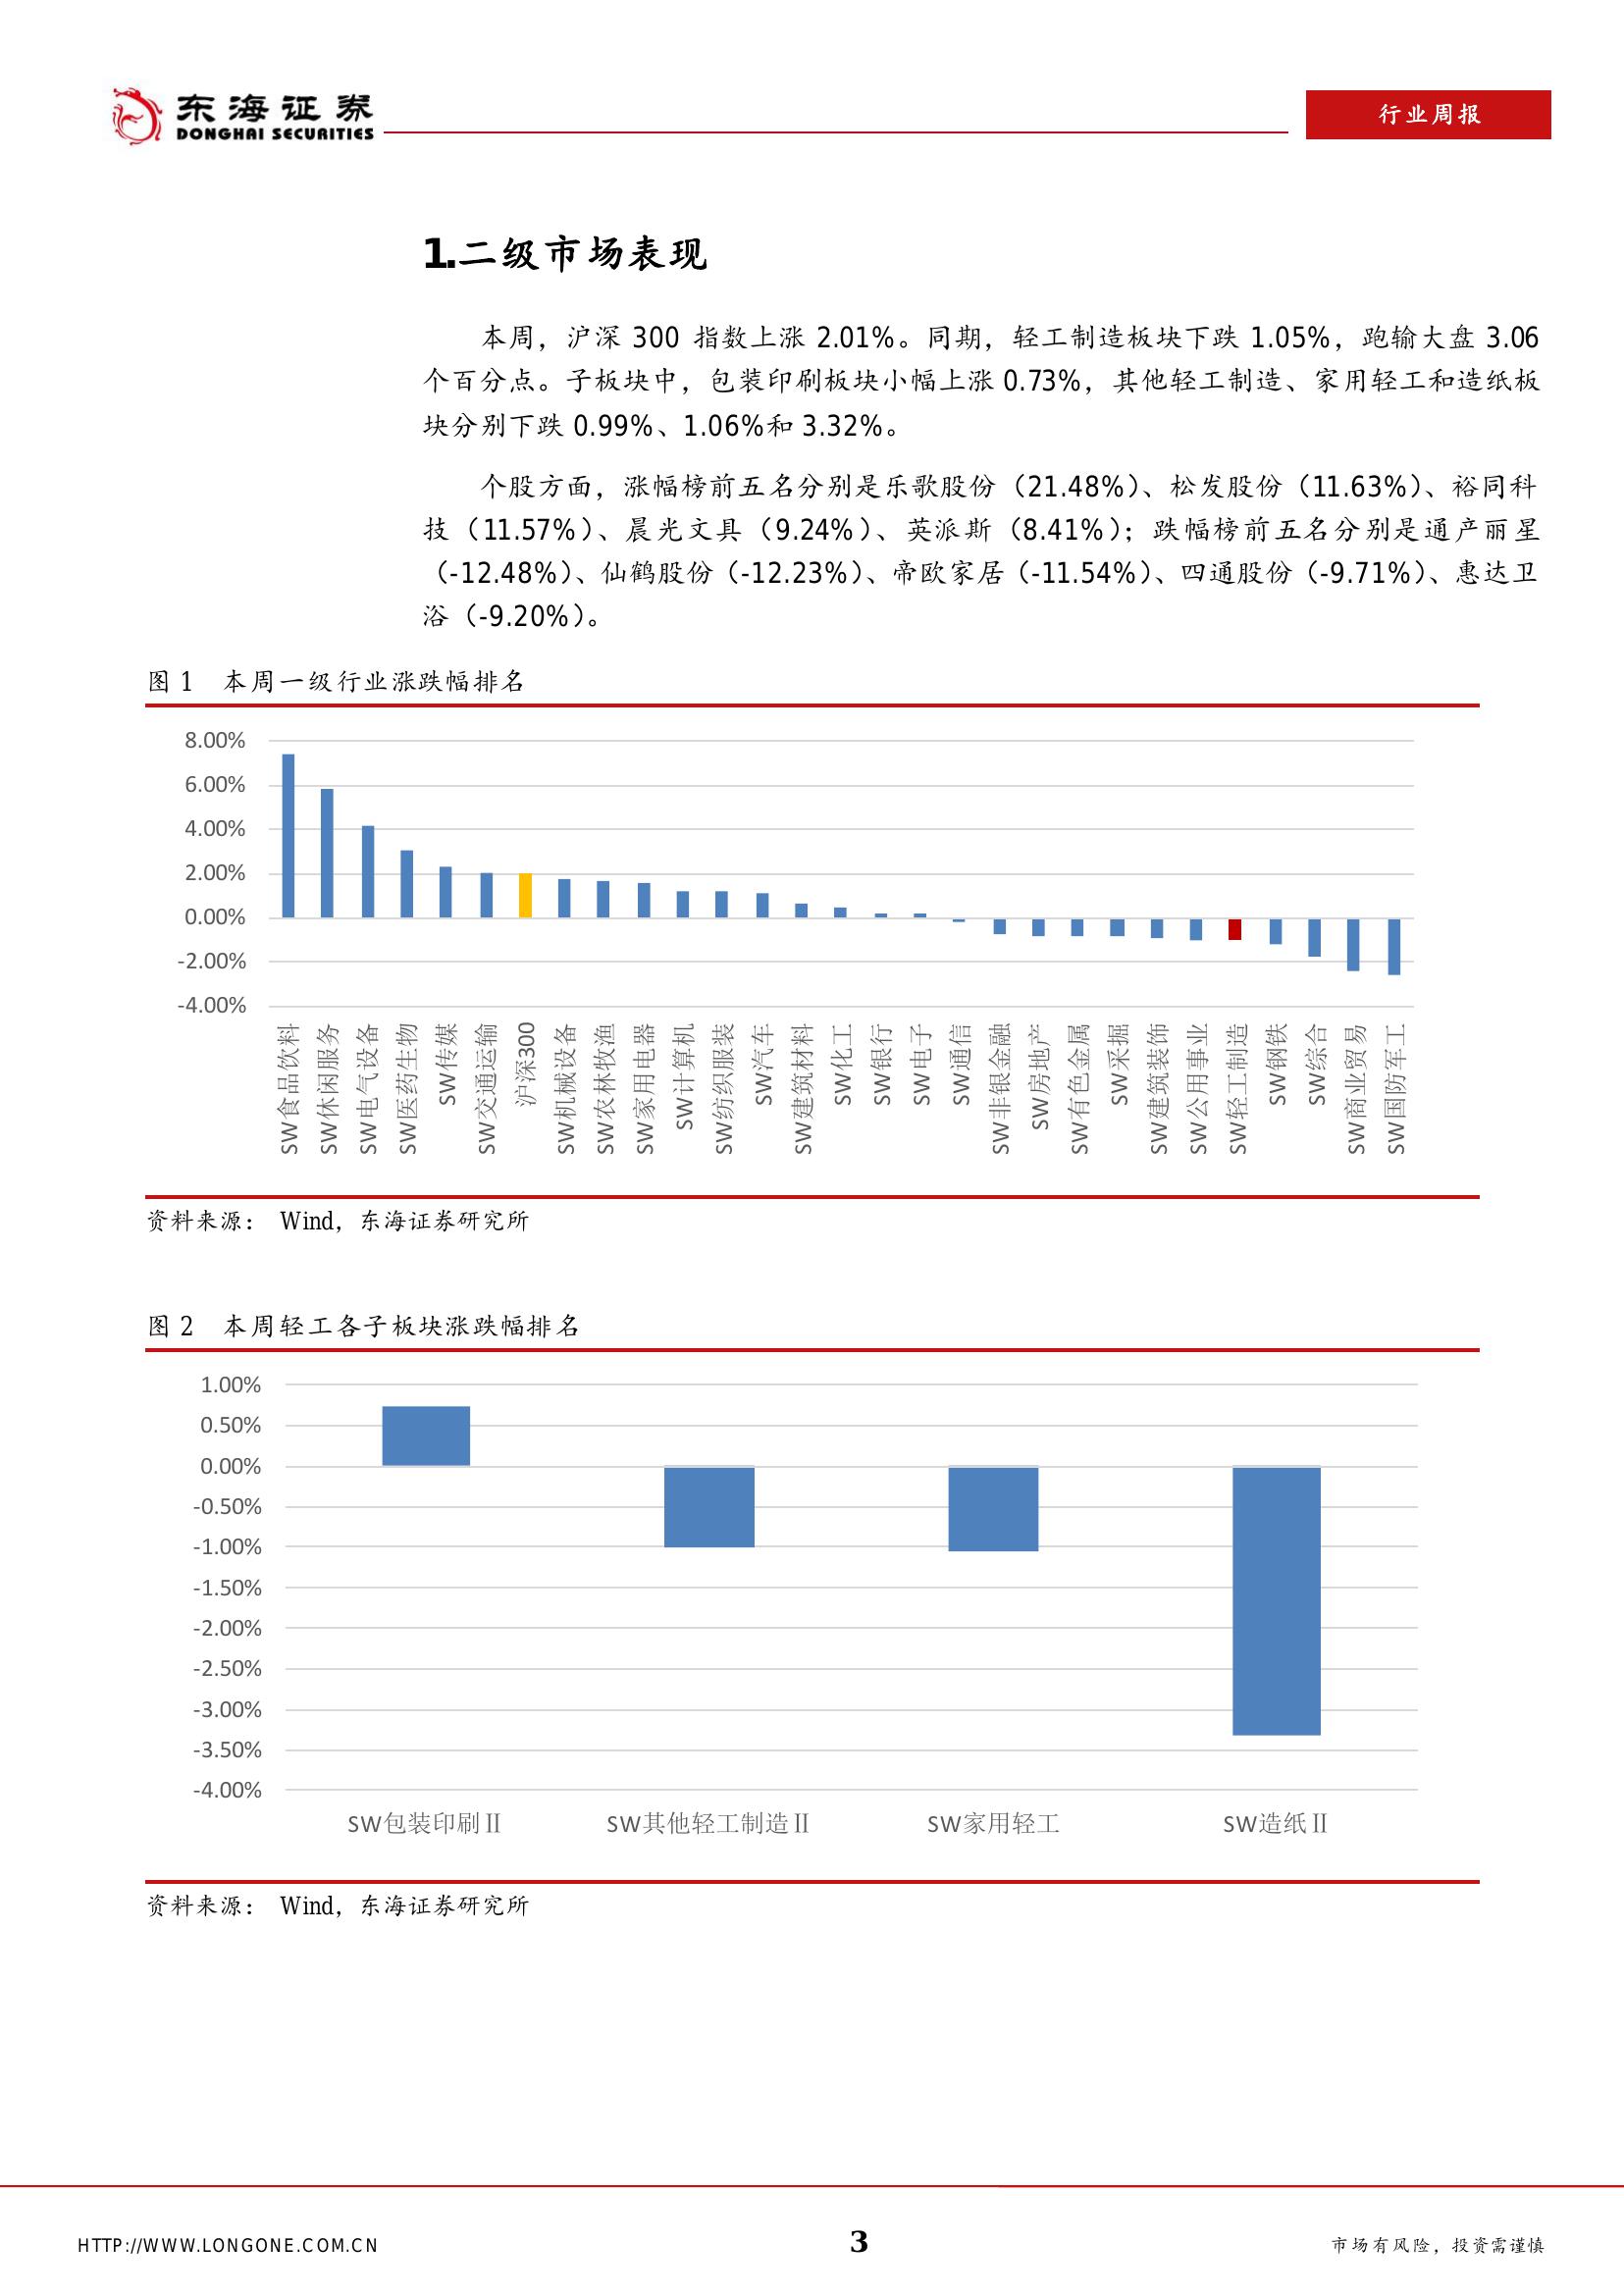 东海证券
DONGHAI SECURITIES
行业周报
1.二级市场表现
本周，沪深 300 指数上涨 2.01%。同期，轻工制造板块下跌 1.05%，跑输大盘 3.06
个百分点。子板块中，包装印刷板块小幅上涨 0.73%，其他轻工制造、家用轻工和造纸板
块分别下跌 0.99%、1.06%和 3.32%。
个股方面，涨幅榜前五名分别是乐歌股份（21.48%）、松发股份（11.63%）、裕同科
技（11.57%）、晨光文具（9.24%）、英派斯（8.41%）；跌幅榜前五名分别是通产丽星
（-12.48%）、仙鹤股份（-12.23%）、帝欧家居（-11.54%）、四通股份（-9.71%）、惠达卫
浴（-9.20%）。
图 1 本周一级行业涨跌幅排名
8.00%
6.00%
4.00%
2.00%
0.00%
-2.00%
-4.00%
SW食品饮料
SW休闲服务
SW电气设备
SW医药生物
SW传媒
SW交通运输
沪深300
SW机械设备
SW农林牧渔
SW家用电器
SW计算机
SW纺织服装
SW汽车
SW建筑材料
SW化工
SW银行
SW电子
SW通信
SW非银金融
SW房地产
SW有色金属
SW采掘
SW建筑装饰
SW公用事业
SW轻工制造
SW钢铁
SW综合
SW商业贸易
SW国防军工
资料来源： Wind，东海证券研究所
图 2 本周轻工各子板块涨跌幅排名
1.00%
0.50%
0.00%
-0.50%
-1.00%
-1.50%
-2.00%
-2.50%
-3.00%
-3.50%
-4.00%
SW包装印刷Ⅱ
SW其他轻工制造Ⅱ
SW家用轻工
SW造纸Ⅱ
资料来源： Wind，东海证券研究所
HTTP://WWW.LONGONE.COM.CN
3
市场有风险，投资需谨慎